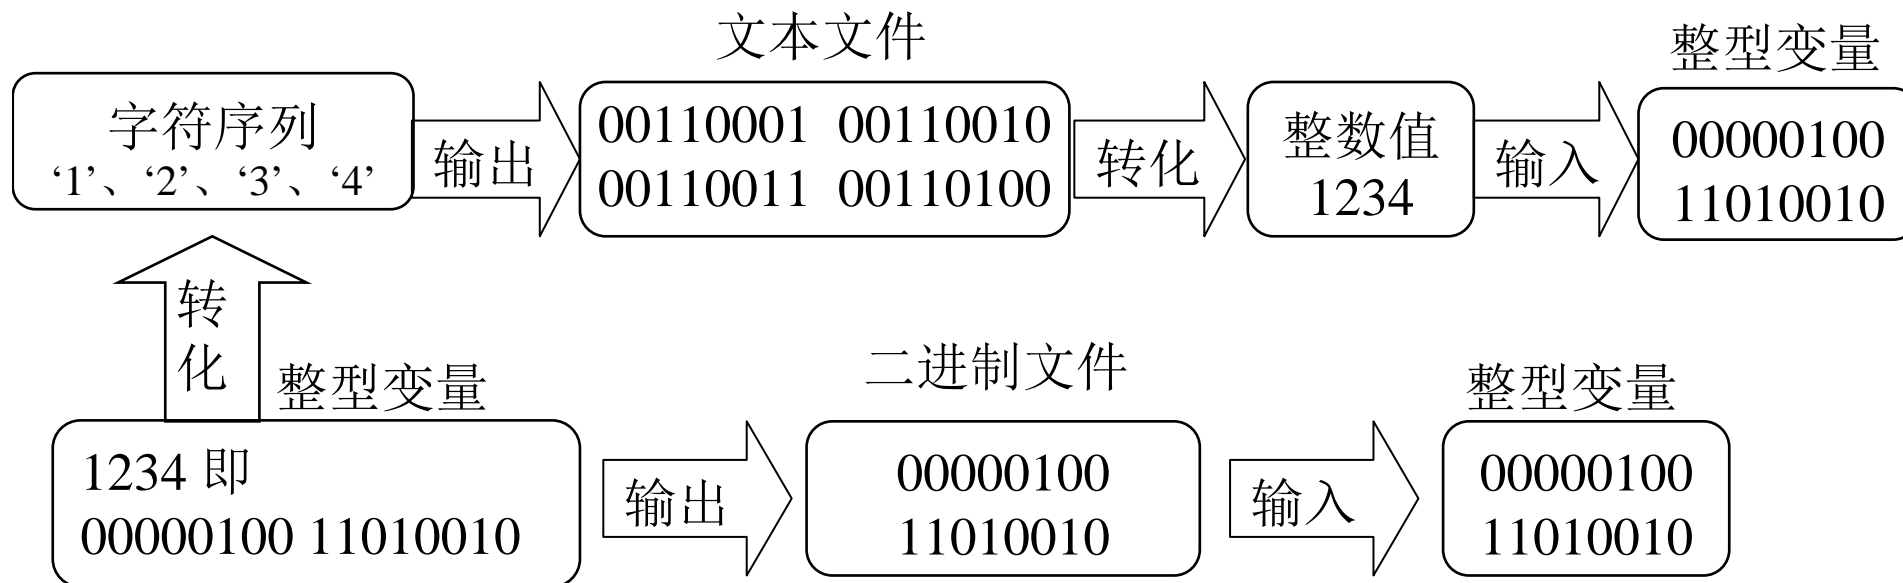 文本文件
整型变量
字符序列
‘1’、‘2’、‘3’、‘4’
输出
00110001 00110010
00110011 00110100
转化
整数值
1234
输入
00000100
11010010
转
化
整型变量
1234 即
00000100 11010010
输出
二进制文件
00000100
11010010
输入
整型变量
00000100
11010010